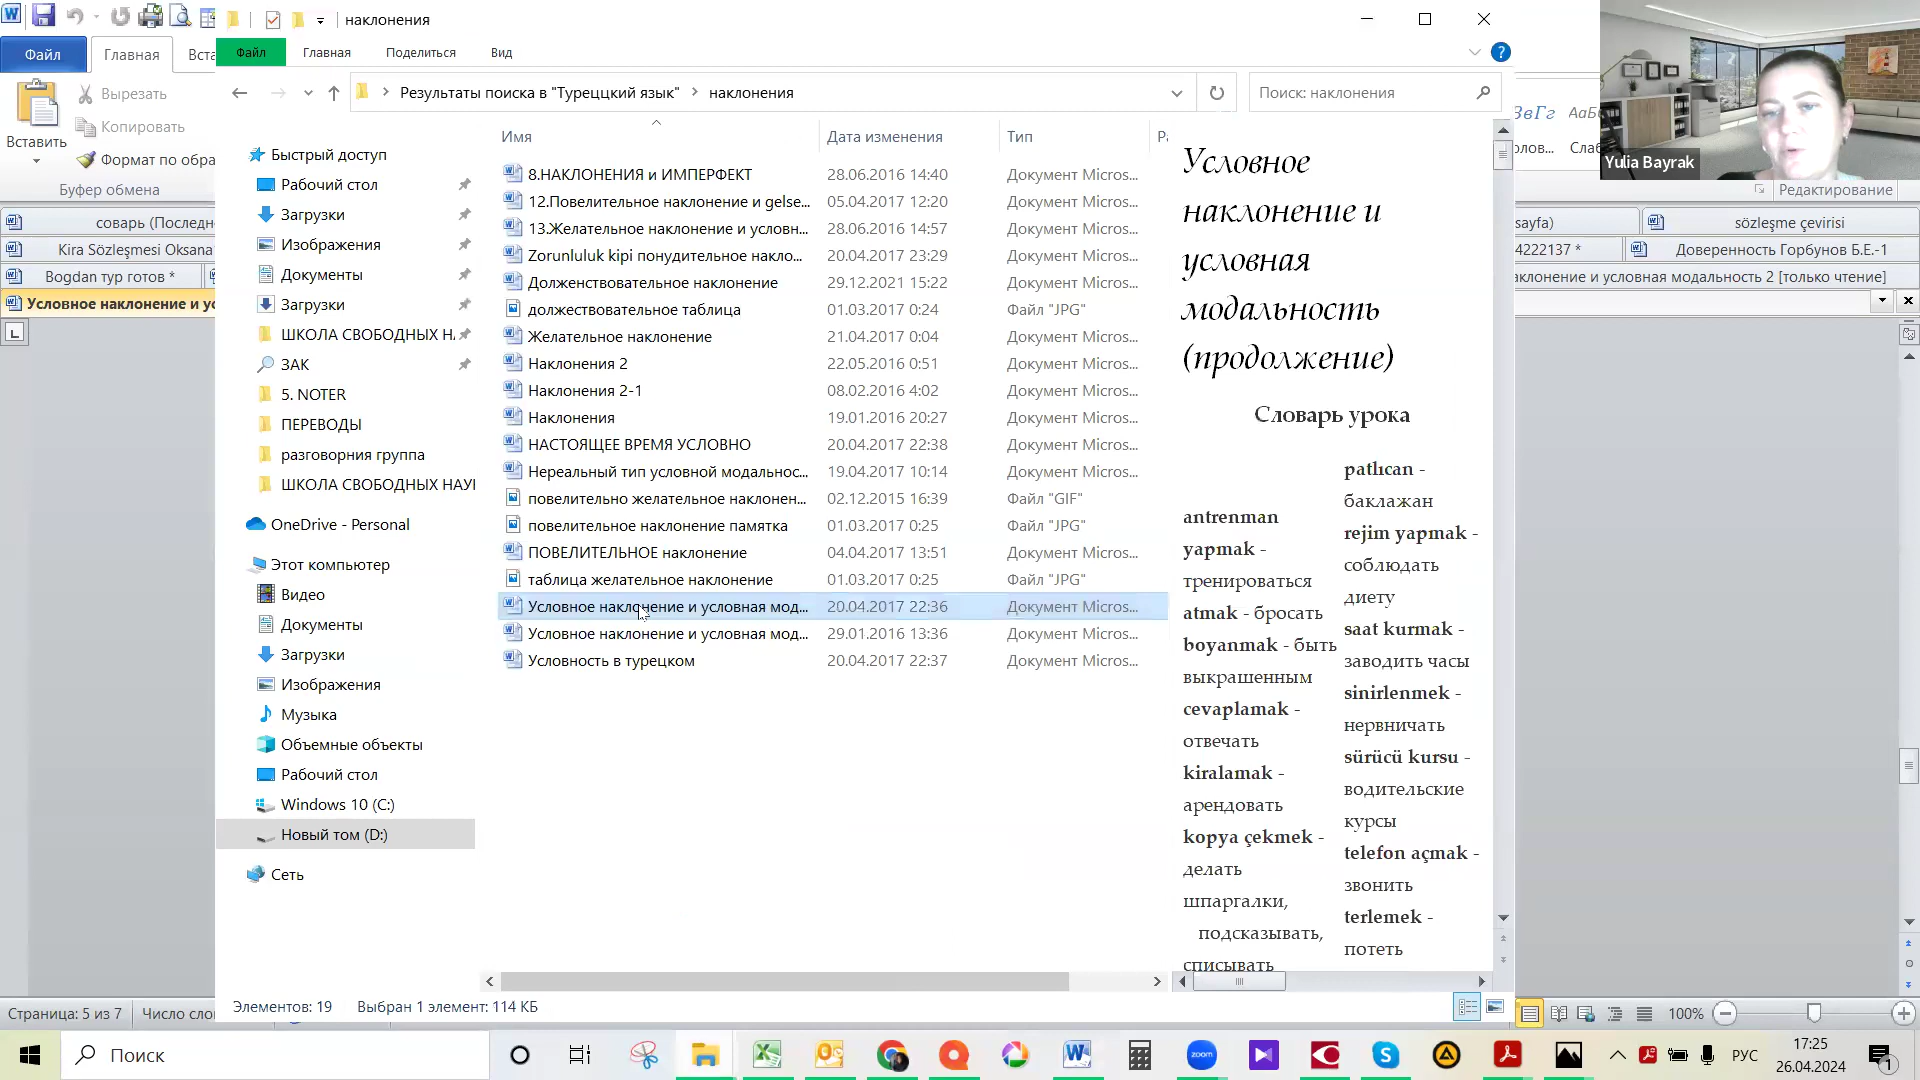 наклонения
Файл
Главная
Поделиться
Вид
Файл
Главная
Вырезать
Копировать
Вставить
Буфер обмена
Результаты поиска в "Туреццкий язык"
наклонения
Поиск: наклонения
Yulia Bayrak
Редактирование
Kira Sözleşmesi Oksana
Bogdan тур готов *
sayfa)
sözleşme çevirisi
4222137 *
Доверенность Горбунов Б.Е.-1
аклонение и условная модальность 2 [только чтение]
Быстрый доступ
Рабочий стол
Загрузки
Изображения
Документы
Загрузки
ШКОЛА СВОБОДНЫХ Н.
ЗАК
5. NOTER
ПЕРЕВОДЫ
разговорния группа
ШКОЛА СВОБОДНЫХ НАУ
OneDrive - Personal
Этот компьютер
Видео
Документы
Загрузки
Изображения
Музыка
Объемные объекты
Рабочий стол
Windows 10 (C:)
Новый том (D:)
Сеть
Имя Дата изменения Тип
8.НАКЛОНЕНИЯ и ИМПЕРФЕКТ 28.06.2016 14:40 Документ Micros...
12.Повелительное наклонение и gelse... 05.04.2017 12:20 Документ Micros...
13.Желательное наклонение и условн... 28.06.2016 14:57 Документ Micros...
Zorunluluk kipi понудительное накло... 20.04.2017 23:29 Документ Micros...
Долженствовательное наклонение 29.12.2021 15:22 Документ Micros...
должествовательное таблица 01.03.2017 0:24 Файл "JPG"
Желательное наклонение 21.04.2017 0:04 Документ Micros...
Наклонения 2 22.05.2016 0:51 Документ Micros...
Наклонения 2-1 08.02.2016 4:02 Документ Micros...
Наклонения 19.01.2016 20:27 Документ Micros...
НАСТОЯЩЕЕ ВРЕМЯ УСЛОВНО 20.04.2017 22:38 Документ Micros...
Нереальный тип условной модальнос... 19.04.2017 10:14 Документ Micros...
повелительно желательное наклонен... 02.12.2015 16:39 Файл "GIF"
повелительное наклонение памятка 01.03.2017 0:25 Файл "JPG"
ПОВЕЛИТЕЛЬНОЕ наклонение 04.04.2017 13:51 Документ Micros...
таблица желательное наклонение 01.03.2017 0:25 Файл "JPG"
Условное наклонение и условная мод... 20.04.2017 22:36 Документ Micros...
Условное наклонение и условная мод... 29.01.2016 13:36 Документ Micros...
Условность в турецком 20.04.2017 22:37 Документ Micros...
Условное
наклонение и
условная
модальность
(продолжение)
Словарь урока
antrenman
yapmak -
тренироваться
atmak - бросать
boyanmak - быть
выкрашенным
cevaplamak -
отвечать
kiralamak -
арендовать
kopya çekmek -
делать
шпаргалки,
подсказывать,
списывать
patlıcan -
баклажан
rejim yapmak -
соблюдать
диету
saat kurmak -
заводить часы
sinirlenmek -
нервничать
sürücü kursu -
водительские
курсы
telefon açmak -
звонить
terlemek -
потеть
Элементов: 19
Выбран 1 элемент: 114 КБ
Страница: 5 из 7
100%
Поиск
zoom
РУС
17:25
26.04.2024
1